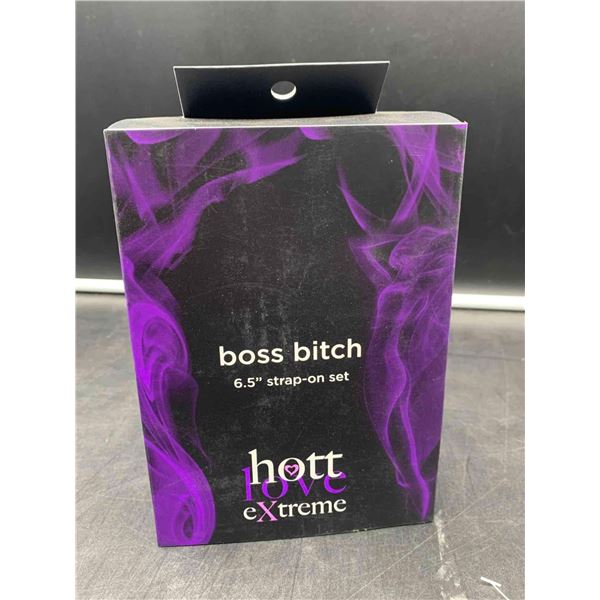 boss bitch
6.5” strap-on set
hott
love
eXtreme